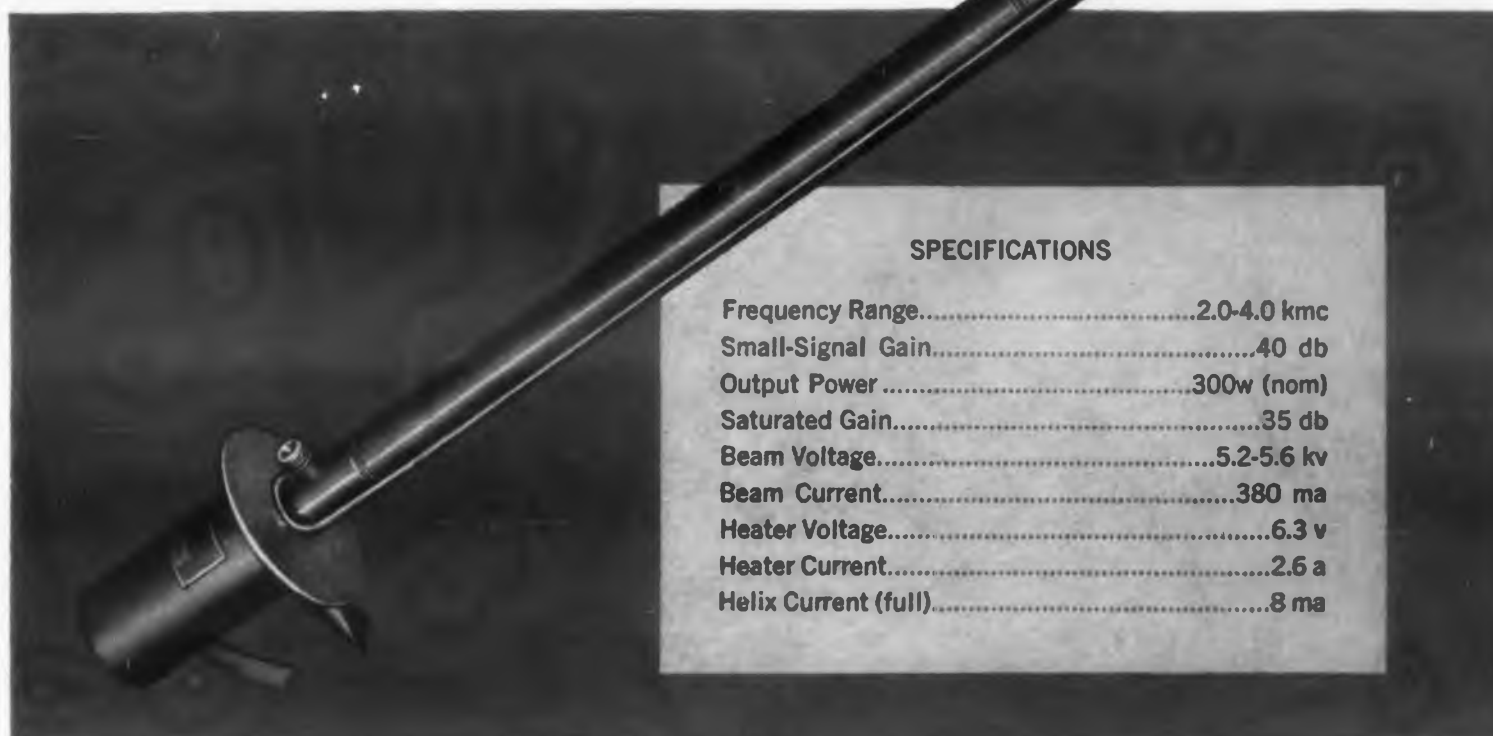 SPECIFICATIONS
Frequency Range..............................2.0-4.0 kmc
Small-Signal Gain....................................40 db
Output Power..................................300w (nom)
Saturated Gain.........................................35 db
Beam Voltage.....................................5.2-5.6 kv
Beam Current.......................................380 ma
Heater Voltage..........................................6.3 v
Heater Current..........................................2.6 a
Helix Current (full).....................................8 ma